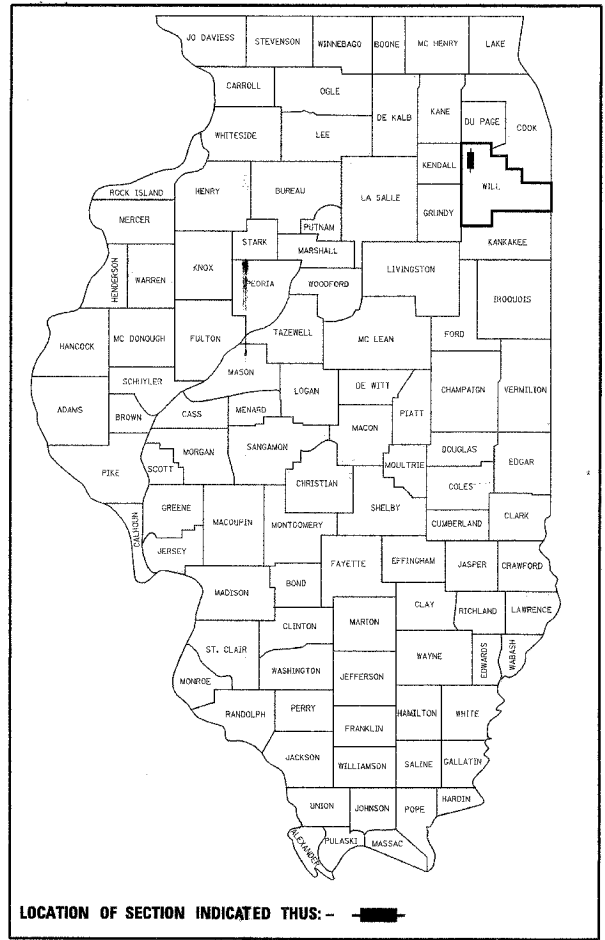 JO DAVIESS STEVENSON WINNEBAGO BOONE MC HENRY LAKE
CARROLL OGLE DE KALB KANE DU PAGE COOK
WHITESIDE LEE
KENDALL
ROCK ISLAND HENRY BUREAU LA SALLE GRUNDY WILL
MERCER PUTNAM
STARK MARSHALL KANKAKEE
HENDERSON WARREN KNOX PEORIA WOODFORD LIVINGSTON IROQUOIS
HANCOCK MC DONOUGH FULTON TAZEWELL MC LEAN FORD
MASON
SCHUYLER LOGAN DE WITT CHAMPAIGN VERMILION
ADAMS BROWN CASS MENARD PIATT
MACON
MORGAN SANGAMON DOUGLAS
PIKE SCOTT CHRISTIAN MOULTRIE COLES EDGAR
CALHOUN GREENE MACOUPIN MONTGOMERY SHELBY CUMBERLAND CLARK
JERSEY
FAYETTE EFFINGHAM JASPER CRAWFORD
MADISON BOND
CLAY RICHLAND LAWRENCE
CLINTON MARION
ST. CLAIR WAYNE EDWARDS WABASH
WASHINGTON JEFFERSON
MONROE
RANDOLPH PERRY HAMILTON WHITE
FRANKLIN
JACKSON WILLIAMSON SALINE GALLATIN
UNION JOHNSON POPE HARDIN
ALEXANDER PULASKI MASSAC
LOCATION OF SECTION INDICATED THUS: -